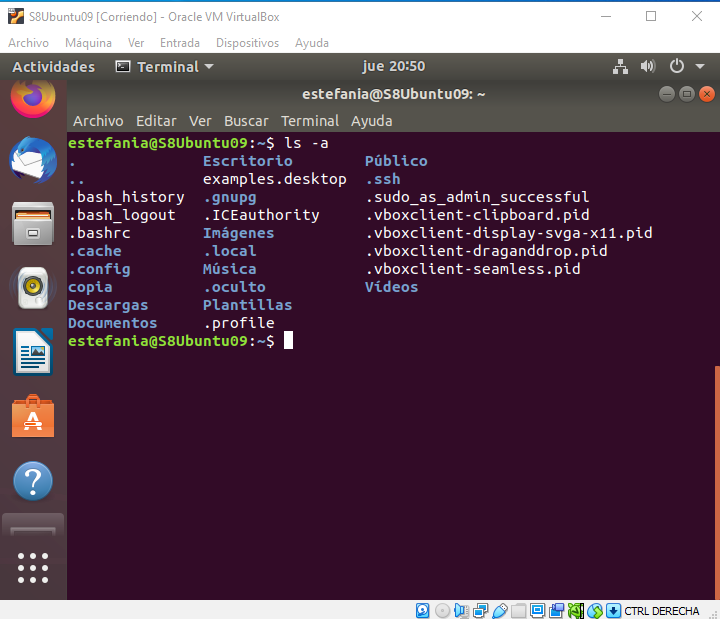 S8Ubuntu09 [Corriendo] - Oracle VM VirtualBox
Archivo Máquina Ver Entrada Dispositivos Ayuda
Actividades Terminal jue 20:50
estefania@S8Ubuntu09: ~
Archivo Editar Ver Buscar Terminal Ayuda
estefania@S8Ubuntu09:~$ ls -a
. Escritorio Público
.. examples.desktop .ssh
.bash_history .gnupg .sudo_as_admin_successful
.bash_logout .ICEauthority .vboxclient-clipboard.pid
.bashrc Imágenes .vboxclient-display-svga-x11.pid
.cache .local .vboxclient-draganddrop.pid
.config Música .vboxclient-seamless.pid
copia .oculto Vídeos
Descargas Plantillas
Documentos .profile
estefania@S8Ubuntu09:~$
CTRL DERECHA